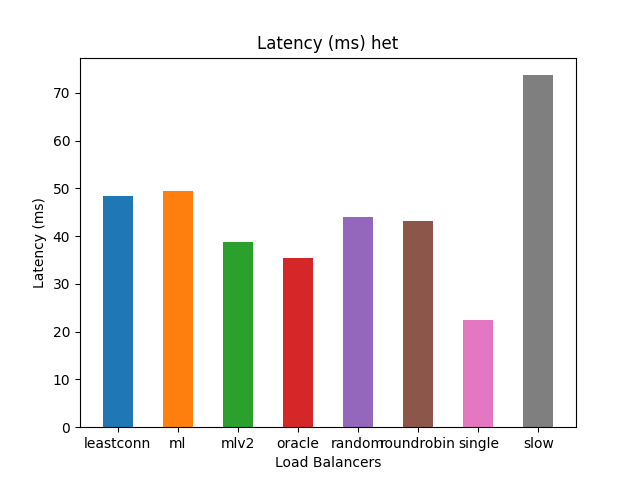 Latency (ms) het
Latency (ms)
70
60
50
40
30
20
10
0
leastconn ml mlv2 oracle random roundrobin single slow
Load Balancers